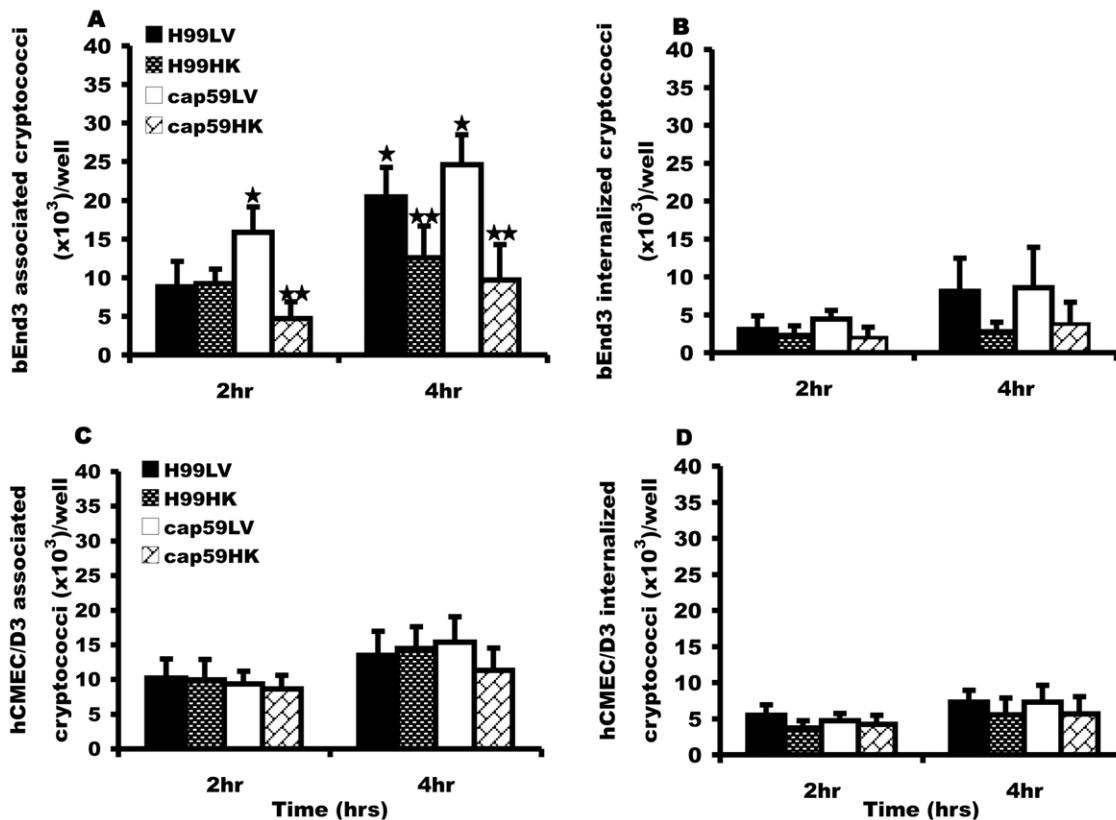 A
bEnd3 associated cryptococci
(x10³)/well
40
35
30
25
20
15
10
5
0
H99LV
H99HK
cap59LV
cap59HK
★
★★
★
★★
★
★★
2hr
4hr
B
bEnd3 internalized cryptococci
(x10³)/well
40
35
30
25
20
15
10
5
0
2hr
4hr
C
hCMEC/D3 associated
cryptococci (x10³)/well
40
35
30
25
20
15
10
5
0
H99LV
H99HK
cap59LV
cap59HK
2hr
4hr
Time (hrs)
D
hCMEC/D3 internalized
cryptococci (x10³)/well
40
35
30
25
20
15
10
5
0
2hr
4hr
Time (hrs)